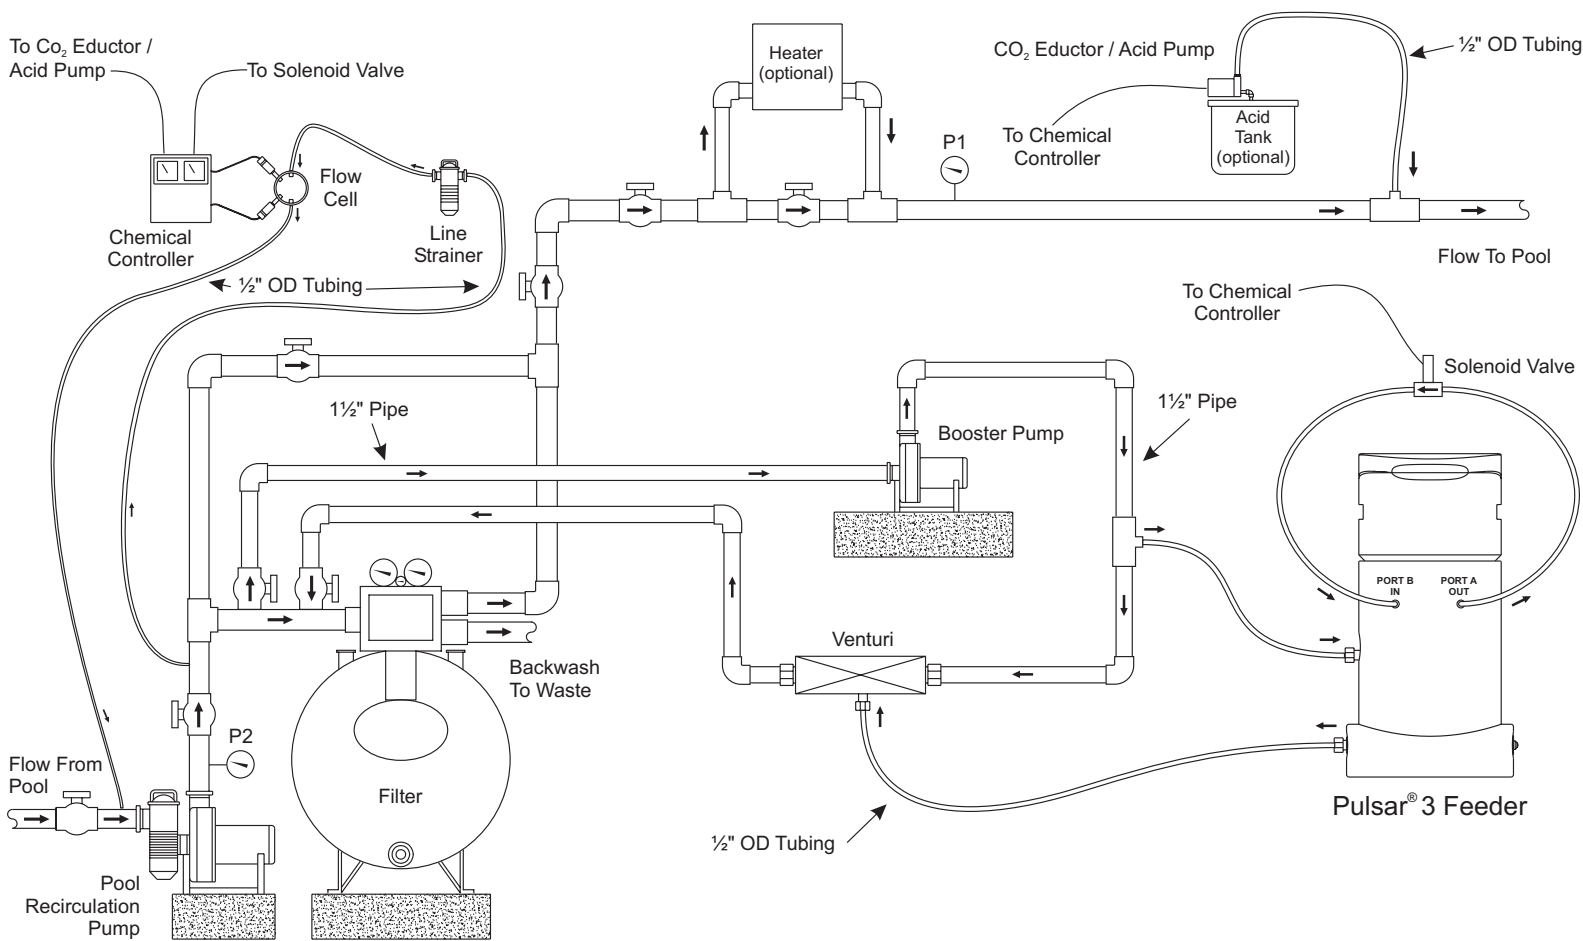 To Co₂ Eductor /
Acid Pump
To Solenoid Valve
Chemical
Controller
Flow
Cell
Line
Strainer
½" OD Tubing
Heater
(optional)
P1
CO₂ Eductor / Acid Pump
To Chemical
Controller
Acid
Tank
(optional)
½" OD Tubing
Flow To Pool
To Chemical
Controller
Solenoid Valve
1½" Pipe
Booster Pump
1½" Pipe
PORT B
IN
PORT A
OUT
Venturi
Backwash
To Waste
P2
Flow From
Pool
Filter
½" OD Tubing
Pulsar® 3 Feeder
Pool
Recirculation
Pump